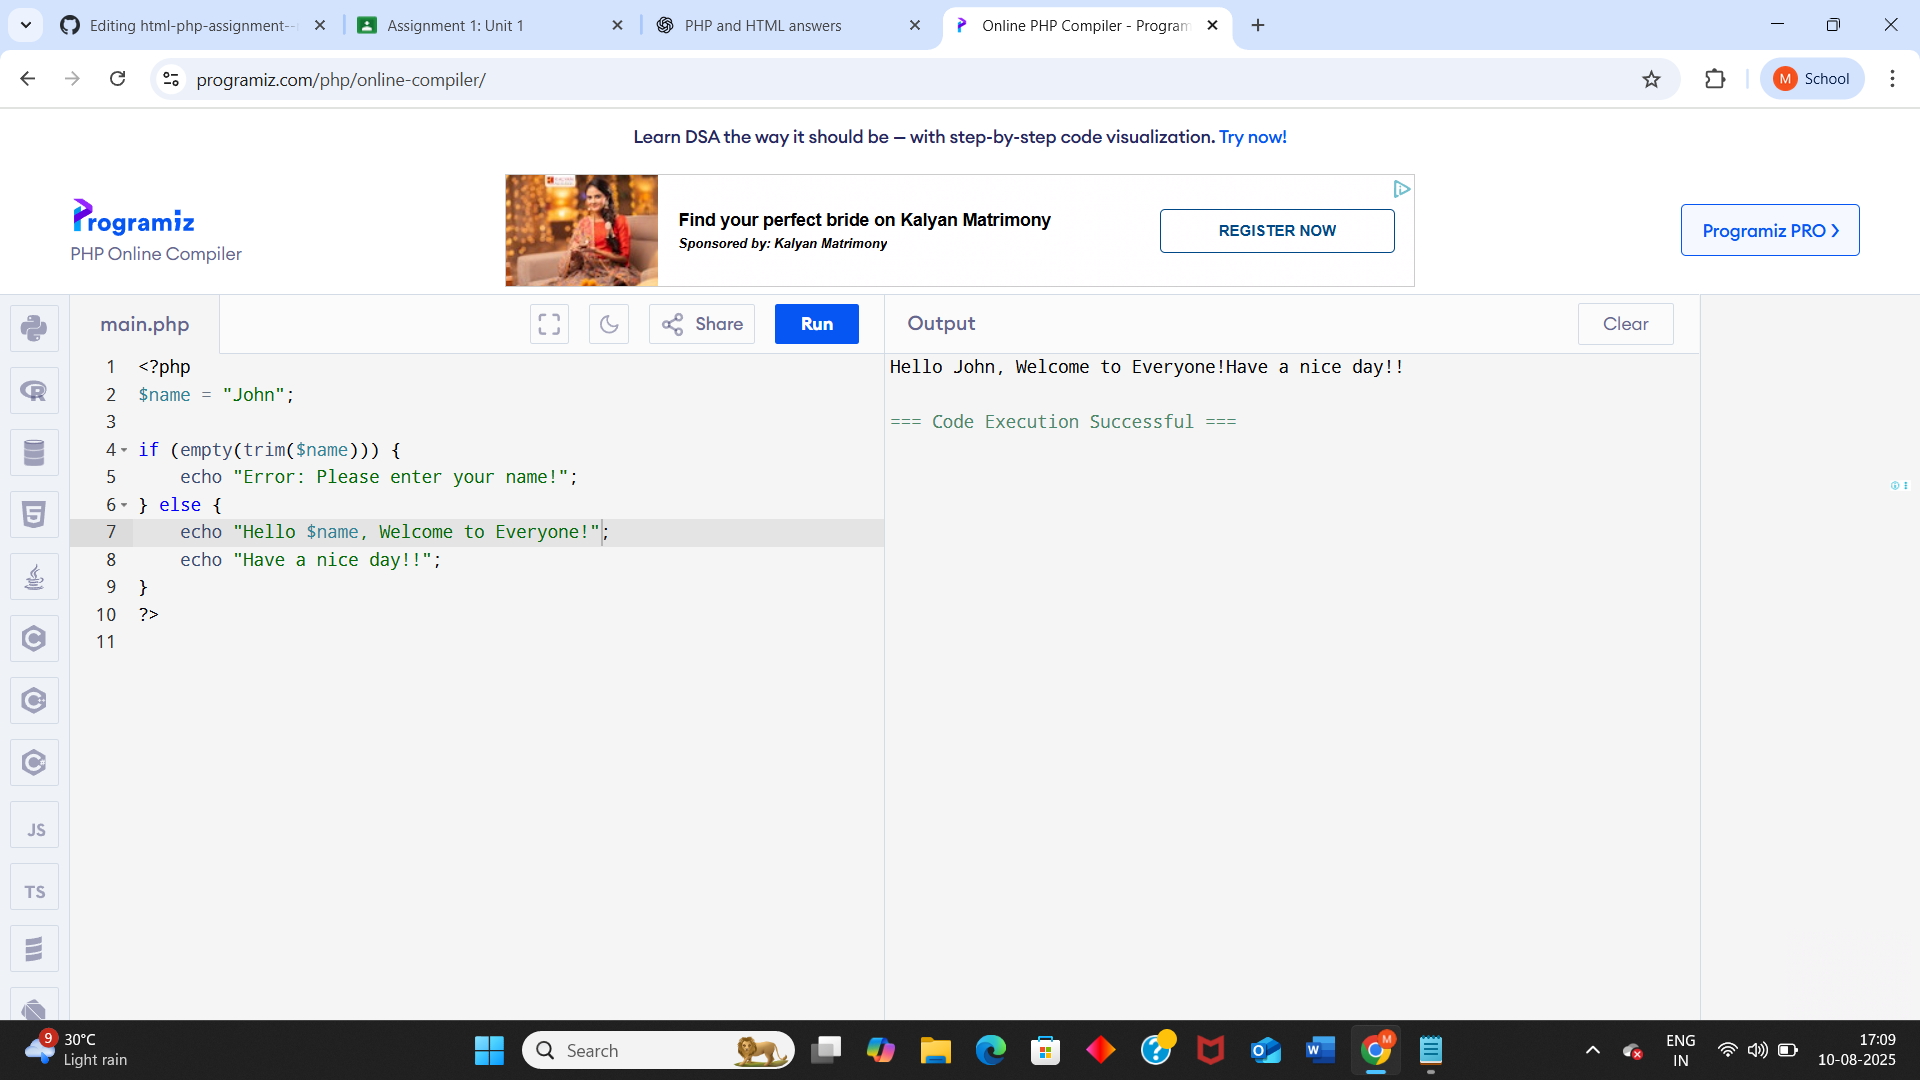 Editing html-php-assignment--
Assignment 1: Unit 1
PHP and HTML answers
Online PHP Compiler - Program
programiz.com/php/online-compiler/
M School
Learn DSA the way it should be — with step-by-step code visualization. Try now!
Programiz
PHP Online Compiler
Find your perfect bride on Kalyan Matrimony
Sponsored by: Kalyan Matrimony
REGISTER NOW
Programiz PRO
main.php
Share
Run
Output
Clear
1 <?php
2 $name = "John";
3
4 if (empty(trim($name))) {
5     echo "Error: Please enter your name!";
6 } else {
7     echo "Hello $name, Welcome to Everyone!";
8     echo "Have a nice day!!";
9 }
10 ?>
11
Hello John, Welcome to Everyone!Have a nice day!!
=== Code Execution Successful ===
JS
TS
9
30°C
Light rain
Search
M
ENG
IN
17:09
10-08-2025